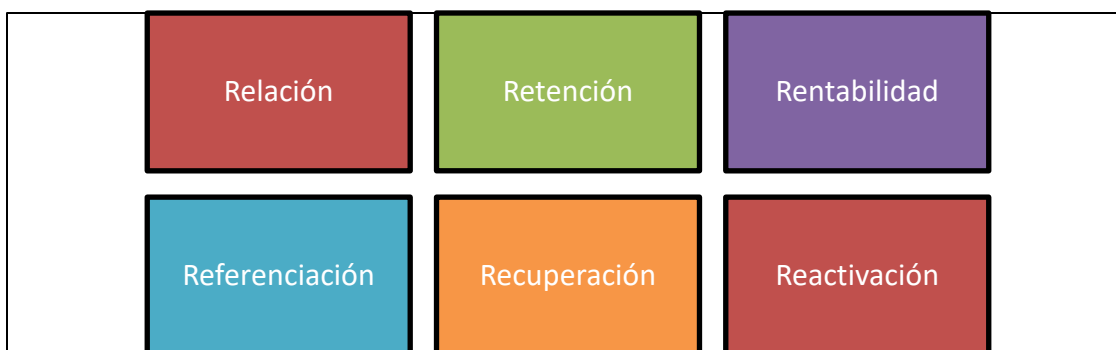 Relación
Retención
Rentabilidad
Referenciación
Recuperación
Reactivación